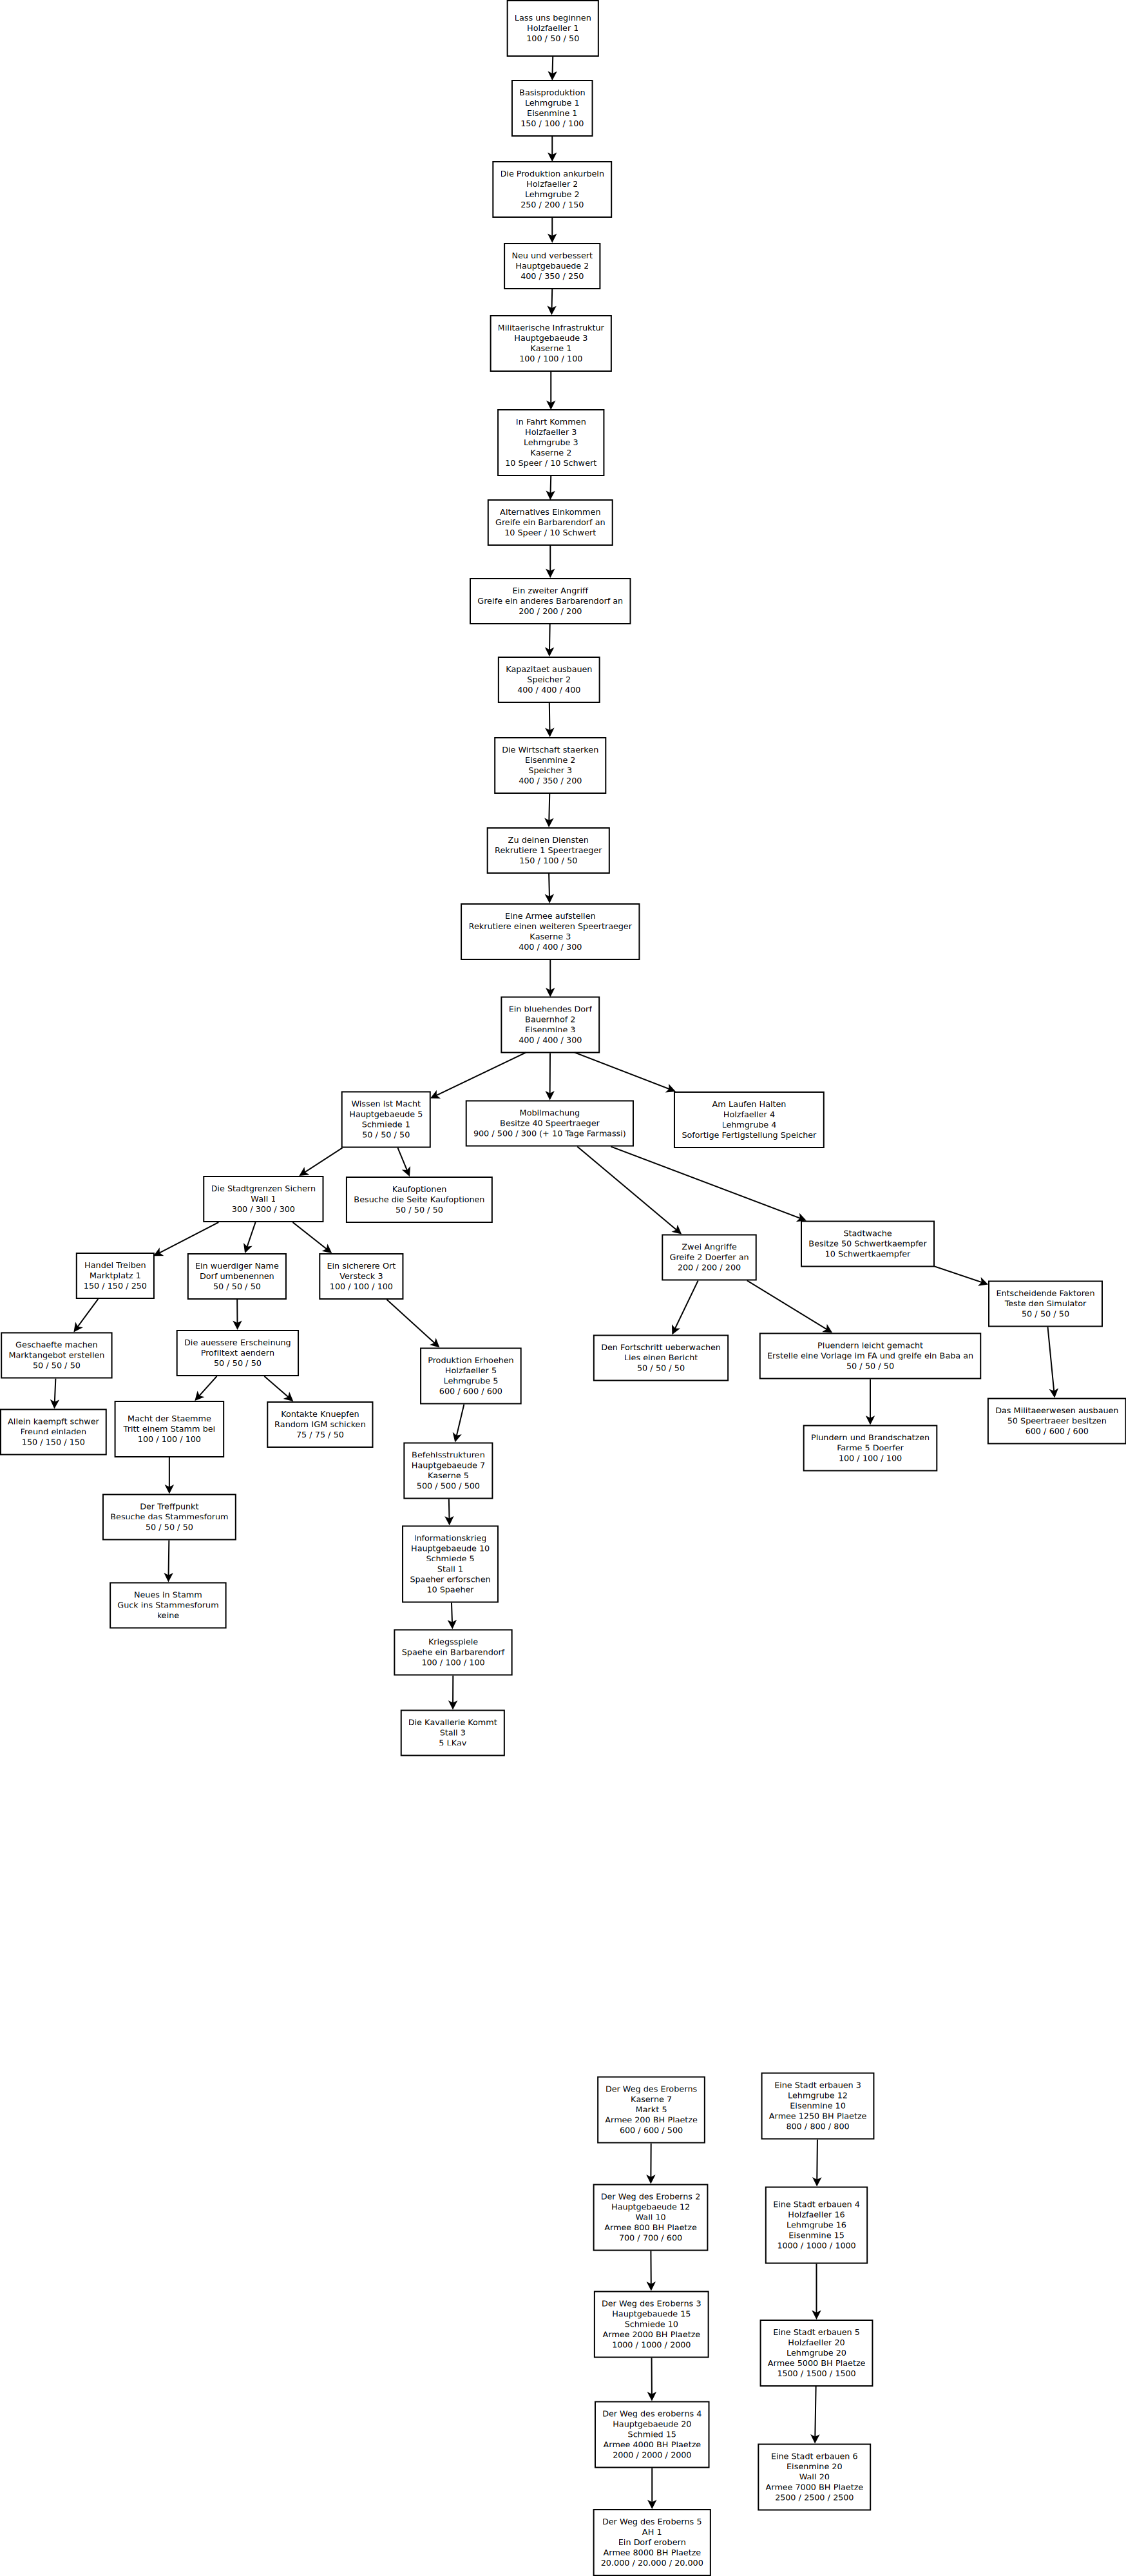 Lass uns beginnen
Holzfaeller 1
100 / 50 / 50
Basisproduktion
Lehmgrube 1
Eisenmine 1
150 / 100 / 100
Die Produktion ankurbeln
Holzfaeller 2
Lehmgrube 2
250 / 200 / 150
Neu und verbessert
Hauptgebauede 2
400 / 350 / 250
Militaerische Infrastruktur
Hauptgebaeude 3
Kaserne 1
100 / 100 / 100
In Fahrt Kommen
Holzfaeller 3
Lehmgrube 3
Kaserne 2
10 Speer / 10 Schwert
Alternatives Einkommen
Greife ein Barbarendorf an
10 Speer / 10 Schwert
Ein zweiter Angriff
Greife ein anderes Barbarendorf an
200 / 200 / 200
Kapazitaet ausbauen
Speicher 2
400 / 400 / 400
Die Wirtschaft staerken
Eisenmine 2
Speicher 3
400 / 350 / 200
Zu deinen Diensten
Rekrutiere 1 Speertraeger
150 / 100 / 50
Eine Armee aufstellen
Rekrutiere einen weiteren Speertraeger
Kaserne 3
400 / 400 / 300
Ein bluehendes Dorf
Bauernhof 2
Eisenmine 3
400 / 400 / 300
Wissen ist Macht
Hauptgebaeude 5
Schmiede 1
50 / 50 / 50
Mobilmachung
Besitze 40 Speertraeger
900 / 500 / 300 (+ 10 Tage Farmassi)
Am Laufen Halten
Holzfaeller 4
Lehmgrube 4
Sofortige Fertigstellung Speicher
Die Stadtgrenzen Sichern
Wall 1
300 / 300 / 300
Kaufoptionen
Besuche die Seite Kaufoptionen
50 / 50 / 50
Zwei Angriffe
Greife 2 Doerfer an
200 / 200 / 200
Stadtwache
Besitze 50 Schwertkaempfer
10 Schwertkaempfer
Handel Treiben
Marktplatz 1
150 / 150 / 250
Ein wuerdiger Name
Dorf umbenennen
50 / 50 / 50
Ein sicherere Ort
Versteck 3
100 / 100 / 100
Entscheidende Faktoren
Teste den Simulator
50 / 50 / 50
Geschaefte machen
Marktangebot erstellen
50 / 50 / 50
Die auessere Erscheinung
Profiltext aendern
50 / 50 / 50
Produktion Erhoehen
Holzfaeller 5
Lehmgrube 5
600 / 600 / 600
Den Fortschritt ueberwachen
Lies einen Bericht
50 / 50 / 50
Pluendern leicht gemacht
Erstelle eine Vorlage im FA und greife ein Baba an
50 / 50 / 50
Allein kaempft schwer
Freund einladen
150 / 150 / 150
Macht der Staemme
Tritt einem Stamm bei
100 / 100 / 100
Kontakte Knuepfen
Random IGM schicken
75 / 75 / 50
Das Militaeerwesen ausbauen
50 Speertraeer besitzen
600 / 600 / 600
Befehlsstrukturen
Hauptgebaeude 7
Kaserne 5
500 / 500 / 500
Plundern und Brandschatzen
Farme 5 Doerfer
100 / 100 / 100
Der Treffpunkt
Besuche das Stammesforum
50 / 50 / 50
Informationskrieg
Hauptgebaeude 10
Schmiede 5
Stall 1
Spaeher erforschen
10 Spaeher
Neues in Stamm
Guck ins Stammesforum
keine
Kriegsspiele
Spaehe ein Barbarendorf
100 / 100 / 100
Die Kavallerie Kommt
Stall 3
5 LKav
Der Weg des Eroberns
Kaserne 7
Markt 5
Armee 200 BH Plaetze
600 / 600 / 500
Eine Stadt erbauen 3
Lehmgrube 12
Eisenmine 10
Armee 1250 BH Plaetze
800 / 800 / 800
Der Weg des Eroberns 2
Hauptgebaeude 12
Wall 10
Armee 800 BH Plaetze
700 / 700 / 600
Eine Stadt erbauen 4
Holzfaeller 16
Lehmgrube 16
Eisenmine 15
1000 / 1000 / 1000
Der Weg des Eroberns 3
Hauptgebauede 15
Schmiede 10
Armee 2000 BH Plaetze
1000 / 1000 / 2000
Eine Stadt erbauen 5
Holzfaeller 20
Lehmgrube 20
Armee 5000 BH Plaetze
1500 / 1500 / 1500
Der Weg des eroberns 4
Hauptgebaeude 20
Schmied 15
Armee 4000 BH Plaetze
2000 / 2000 / 2000
Eine Stadt erbauen 6
Eisenmine 20
Wall 20
Armee 7000 BH Plaetze
2500 / 2500 / 2500
Der Weg des Eroberns 5
AH 1
Ein Dorf erobern
Armee 8000 BH Plaetze
20.000 / 20.000 / 20.000